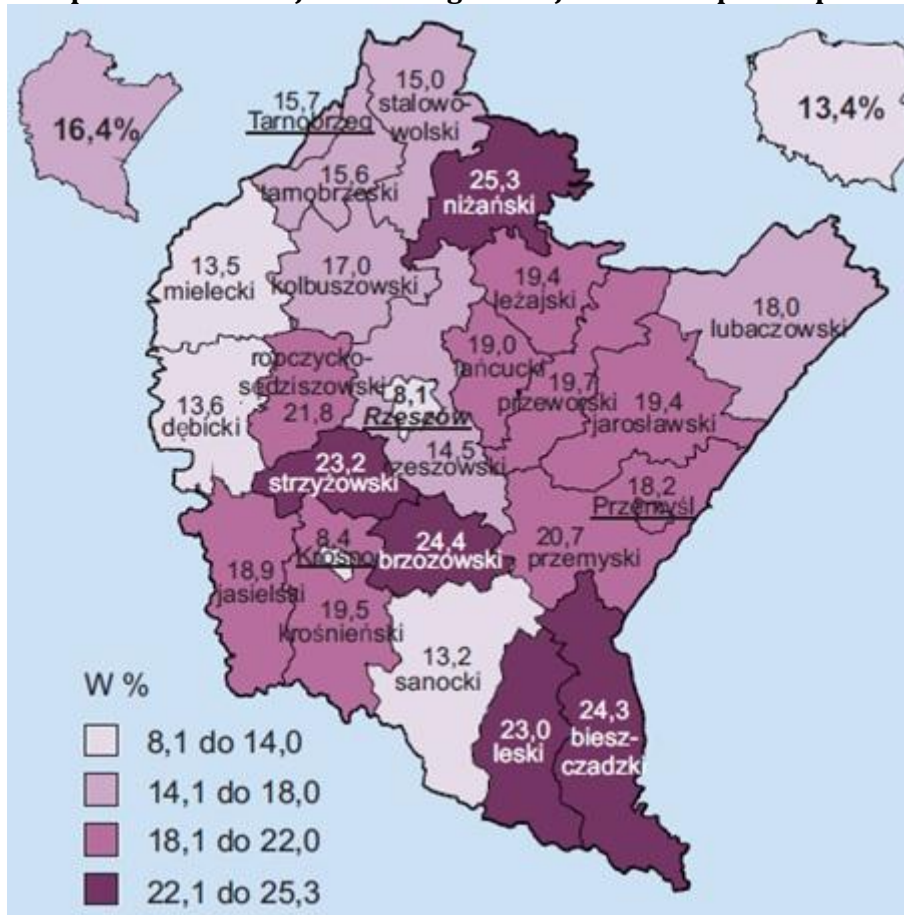 16,4%
13,4%
15,7
Tarnobrzeg
15,0
stalowo-
wolski
15,6
tarnobrzeski
25,3
niżański
13,5
mielecki
17,0
kolbuszowski
19,4
leżajski
18,0
lubaczowski
ropczycko-
sędziszowski
21,8
19,0
łańcucki
19,7
przeworski
19,4
jarosławski
13,6
dębicki
8,1
Rzeszów
14,5
rzeszowski
23,2
strzyżowski
18,2
Przemyśl
20,7
przemyski
8,4
Krosno
24,4
brzozowski
18,9
jasielski
19,5
krośnieński
13,2
sanocki
23,0
leski
24,3
biesz-
czadzki
W %
8,1 do 14,0
14,1 do 18,0
18,1 do 22,0
22,1 do 25,3